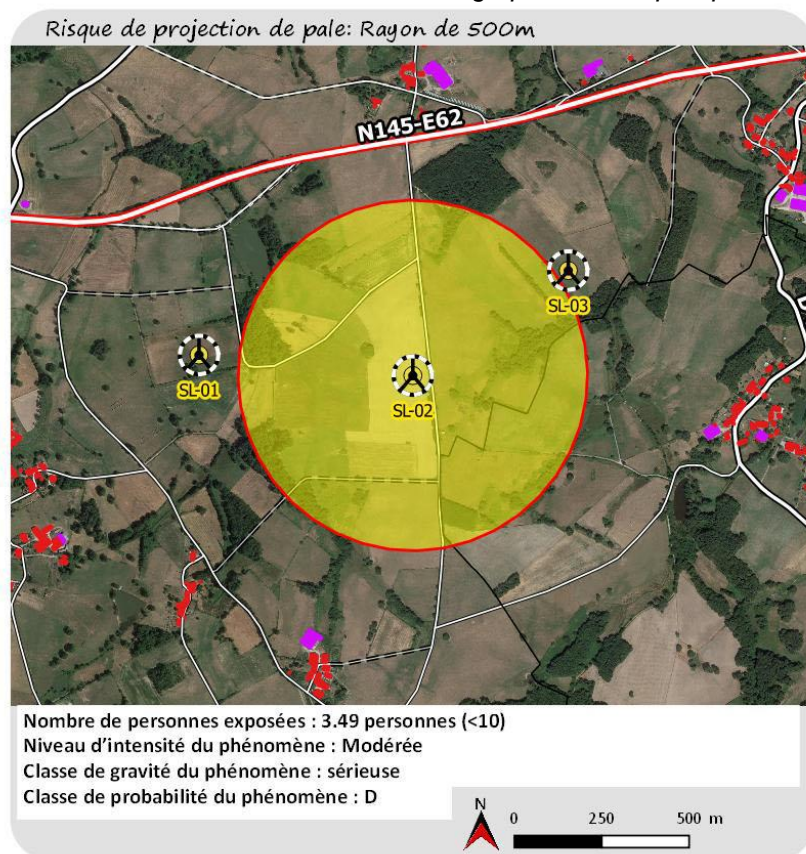 Risque de projection de pale: Rayon de 500m
N145-E62
SL-03
SL-01
SL-02
Nombre de personnes exposées : 3.49 personnes (<10)
Niveau d'intensité du phénomène : Modérée
Classe de gravité du phénomène : sérieuse
Classe de probabilité du phénomène : D
N
0 250 500 m